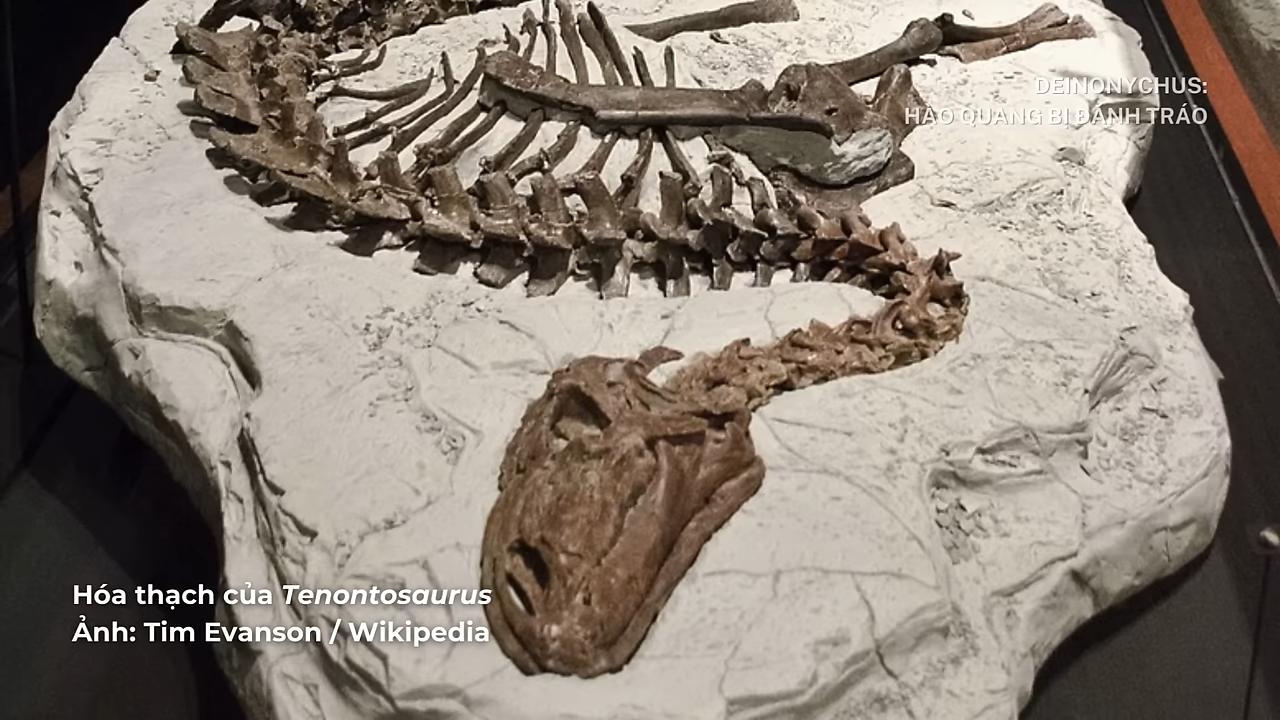 DEINONYCHUS:
HÀO QUANG BỊ ĐÁNH TRÁO
Hóa thạch của Tenontosaurus
Ảnh: Tim Evanson / Wikipedia